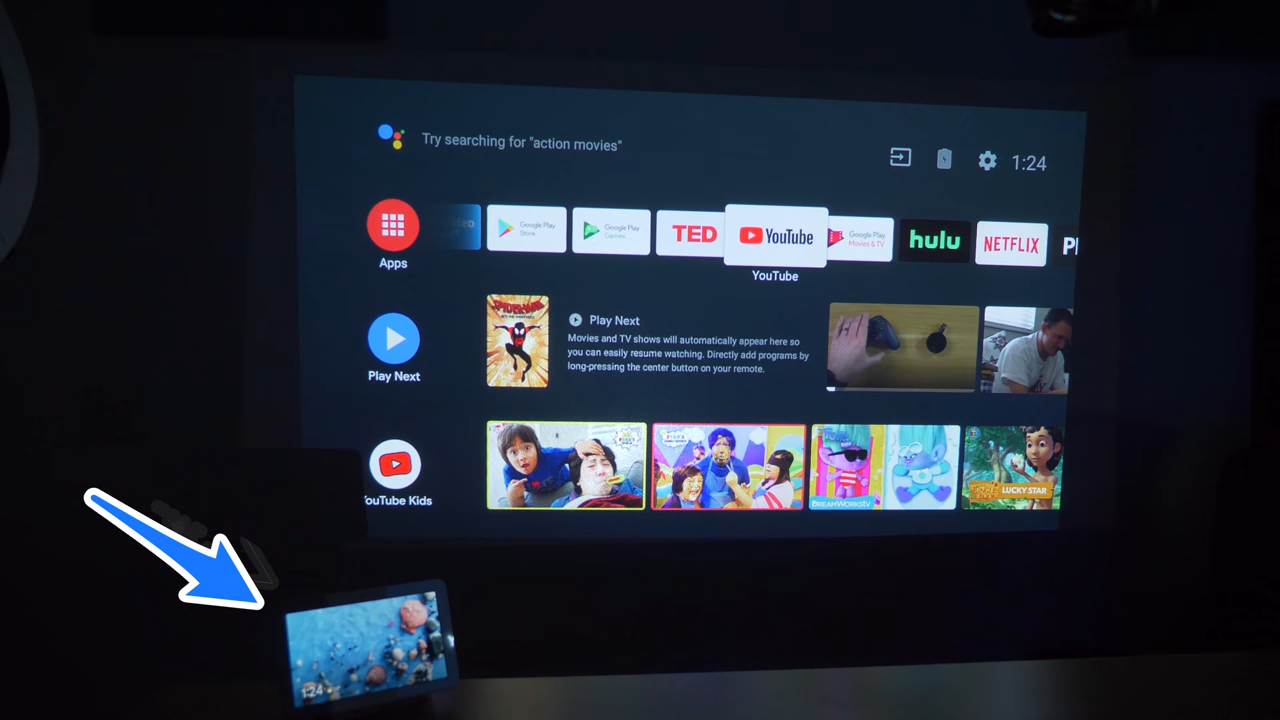 Try searching for "action movies"
1:24
deo
Google Play
Store
Google Play
Games
TED
YouTube
Google Play
Movies & TV
hulu
NETFLIX
Apps
YouTube
Play Next
Movies and TV shows will automatically appear here so
you can easily resume watching. Directly add programs by
long-pressing the center button on your remote.
Play Next
DREAMWORKSTV
LUCKY STAR
YouTube Kids
1:24